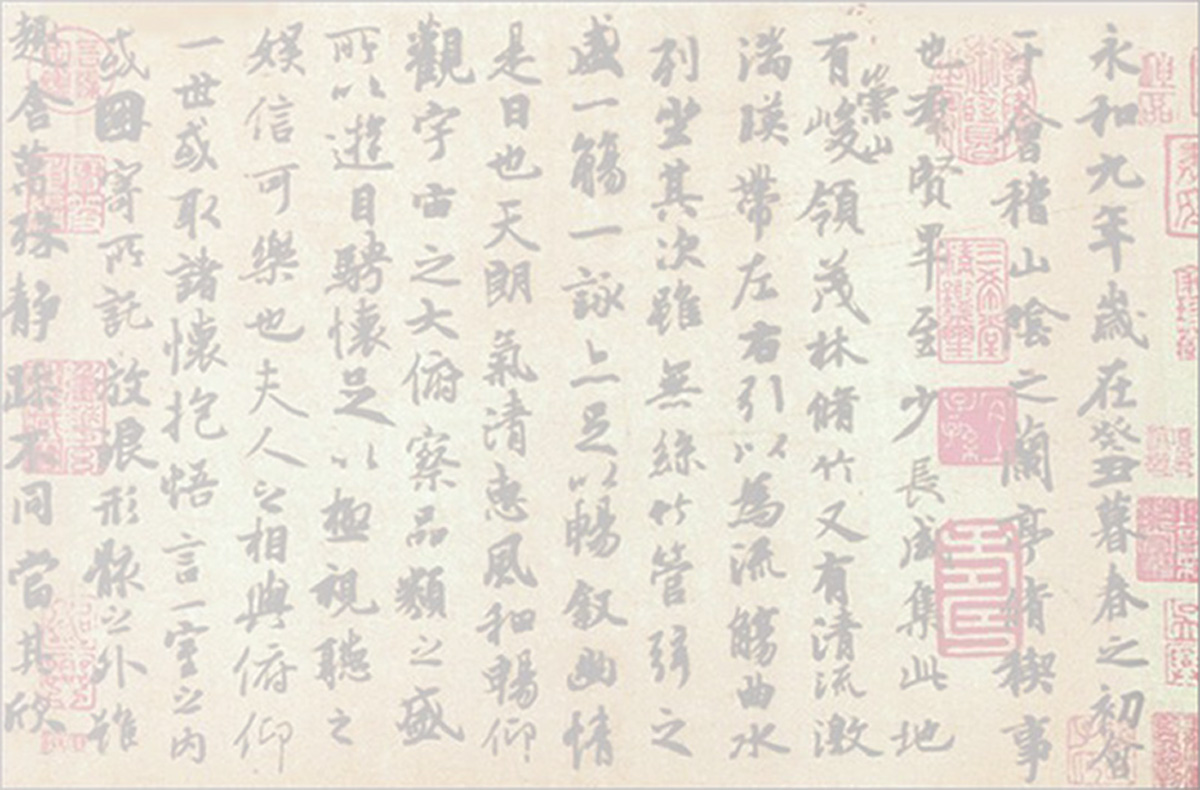 永和九年歲在癸丑暮春之初會
于會稽山陰之蘭亭脩稧事
也羣賢畢至少長咸集此地
有崇山峻領茂林脩竹又有清流激
湍暎帶左右引以爲流觴曲水
列坐其次雖無絲竹管弦之
盛一觴一詠亦足以暢叙幽情
是日也天朗氣清惠風和暢仰
觀宇宙之大俯察品類之盛
所以遊目騁懷足以極視聽之
娛信可樂也夫人之相與俯仰
一世或取諸懷抱悟言一室之內
或因寄所託放浪形骸之外雖
趣舍萬殊靜躁不同當其欣